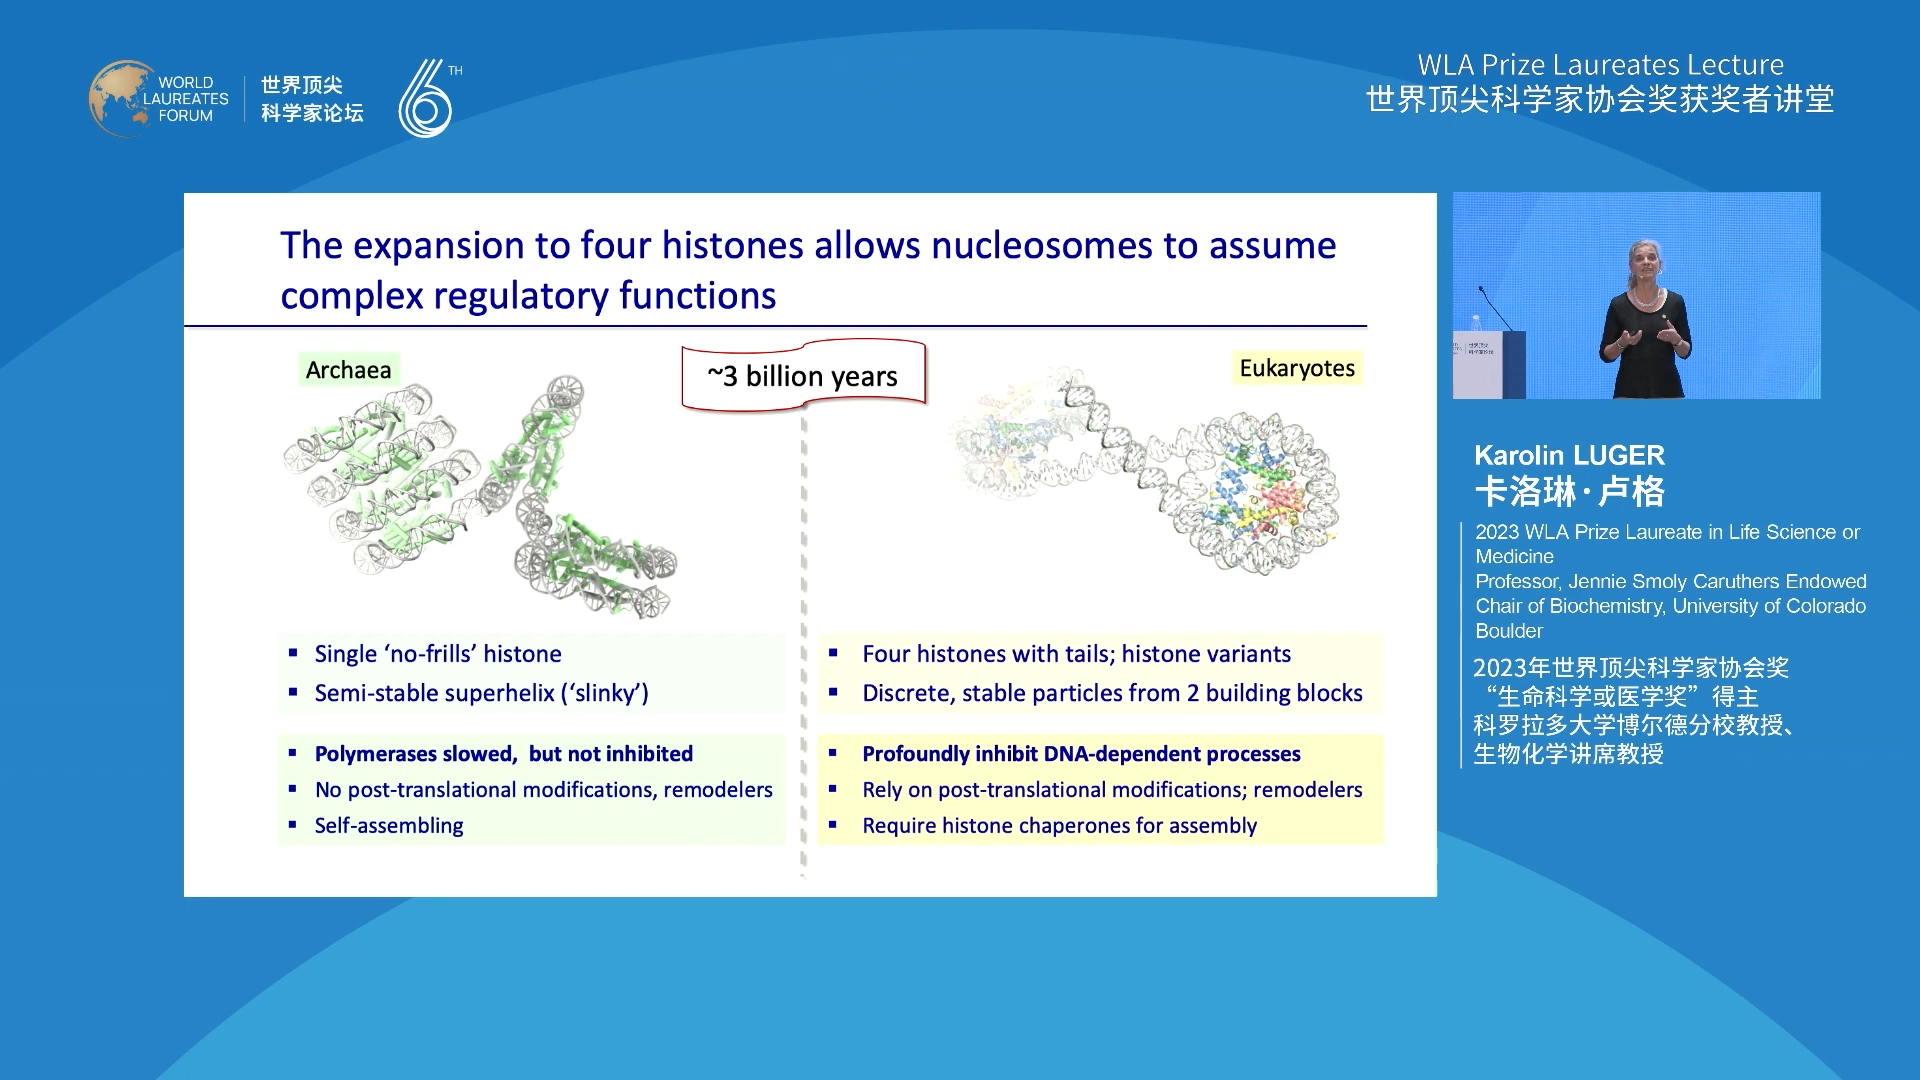 WORLD
LAUREATES
FORUM
世界顶尖
科学家论坛
6TH
WLA Prize Laureates Lecture
世界顶尖科学家协会奖获奖者讲堂
The expansion to four histones allows nucleosomes to assume
complex regulatory functions
Archaea
~3 billion years
Eukaryotes
▪ Single ‘no-frills’ histone
▪ Semi-stable superhelix (‘slinky’)
▪ Polymerases slowed,  but not inhibited
▪ No post-translational modifications, remodelers
▪ Self-assembling
▪ Four histones with tails; histone variants
▪ Discrete, stable particles from 2 building blocks
▪ Profoundly inhibit DNA-dependent processes
▪ Rely on post-translational modifications; remodelers
▪ Require histone chaperones for assembly
Karolin LUGER
卡洛琳·卢格
2023 WLA Prize Laureate in Life Science or
Medicine
Professor, Jennie Smoly Caruthers Endowed
Chair of Biochemistry, University of Colorado
Boulder
2023年世界顶尖科学家协会奖
“生命科学或医学奖”得主
科罗拉多大学博尔德分校教授、
生物化学讲席教授